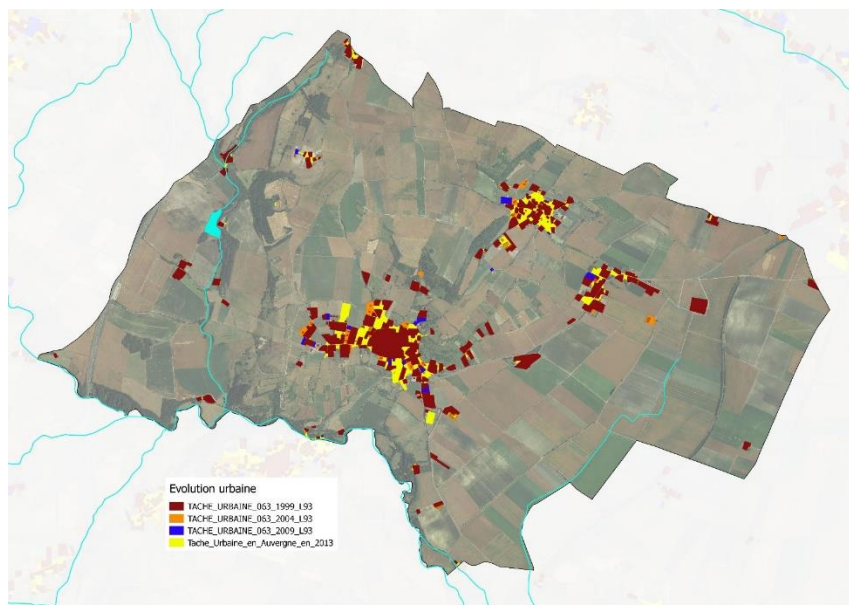 Evolution urbaine
TACHE_URBAINE_063_1999_L93
TACHE_URBAINE_063_2004_L93
TACHE_URBAINE_063_2009_L93
Tache_Urbaine_en_Auvergne_en_2013